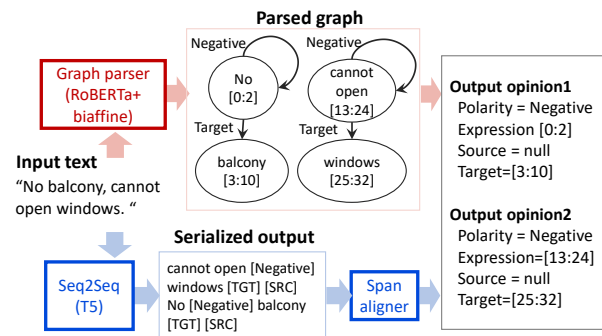 Parsed graph
Negative
Negative
No
[0:2]
cannot
open
[13:24]
Target
Target
balcony
[3:10]
windows
[25:32]
Graph parser
(RoBERTa+
biaffine)
Input text
“No balcony, cannot
open windows. “
Seq2Seq
(T5)
Serialized output
cannot open [Negative]
windows [TGT] [SRC]
No [Negative] balcony
[TGT] [SRC]
Span
aligner
Output opinion1
Polarity = Negative
Expression [0:2]
Source = null
Target=[3:10]
Output opinion2
Polarity = Negative
Expression=[13:24]
Source = null
Target=[25:32]